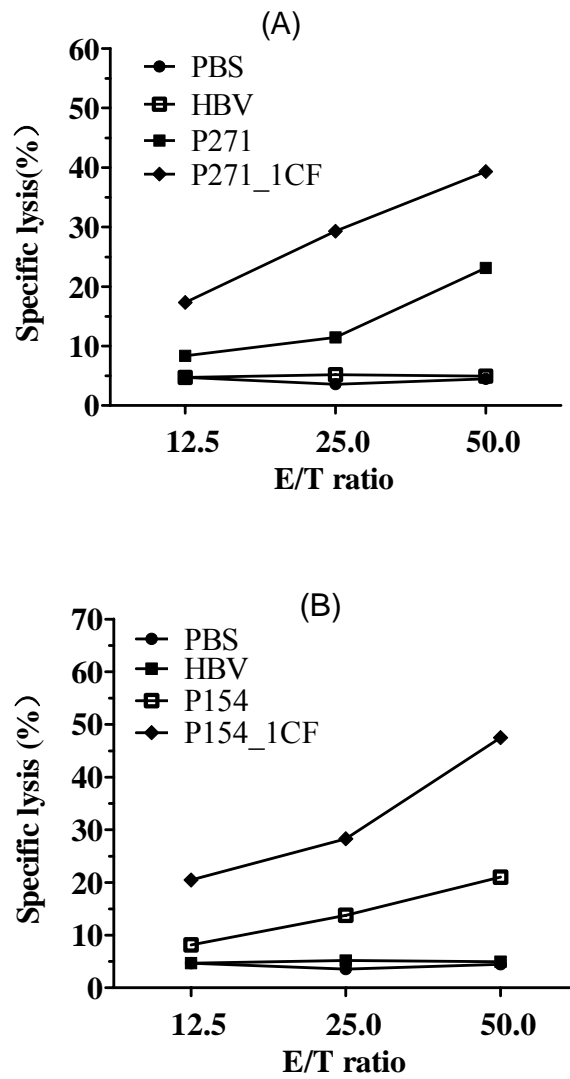 (A)
60
50
40
30
20
10
0
Specific lysis(%)
PBS
HBV
P271
P271_1CF
12.5 25.0 50.0
E/T ratio
(B)
70
60
50
40
30
20
10
0
Specific lysis (%)
PBS
HBV
P154
P154_1CF
12.5 25.0 50.0
E/T ratio